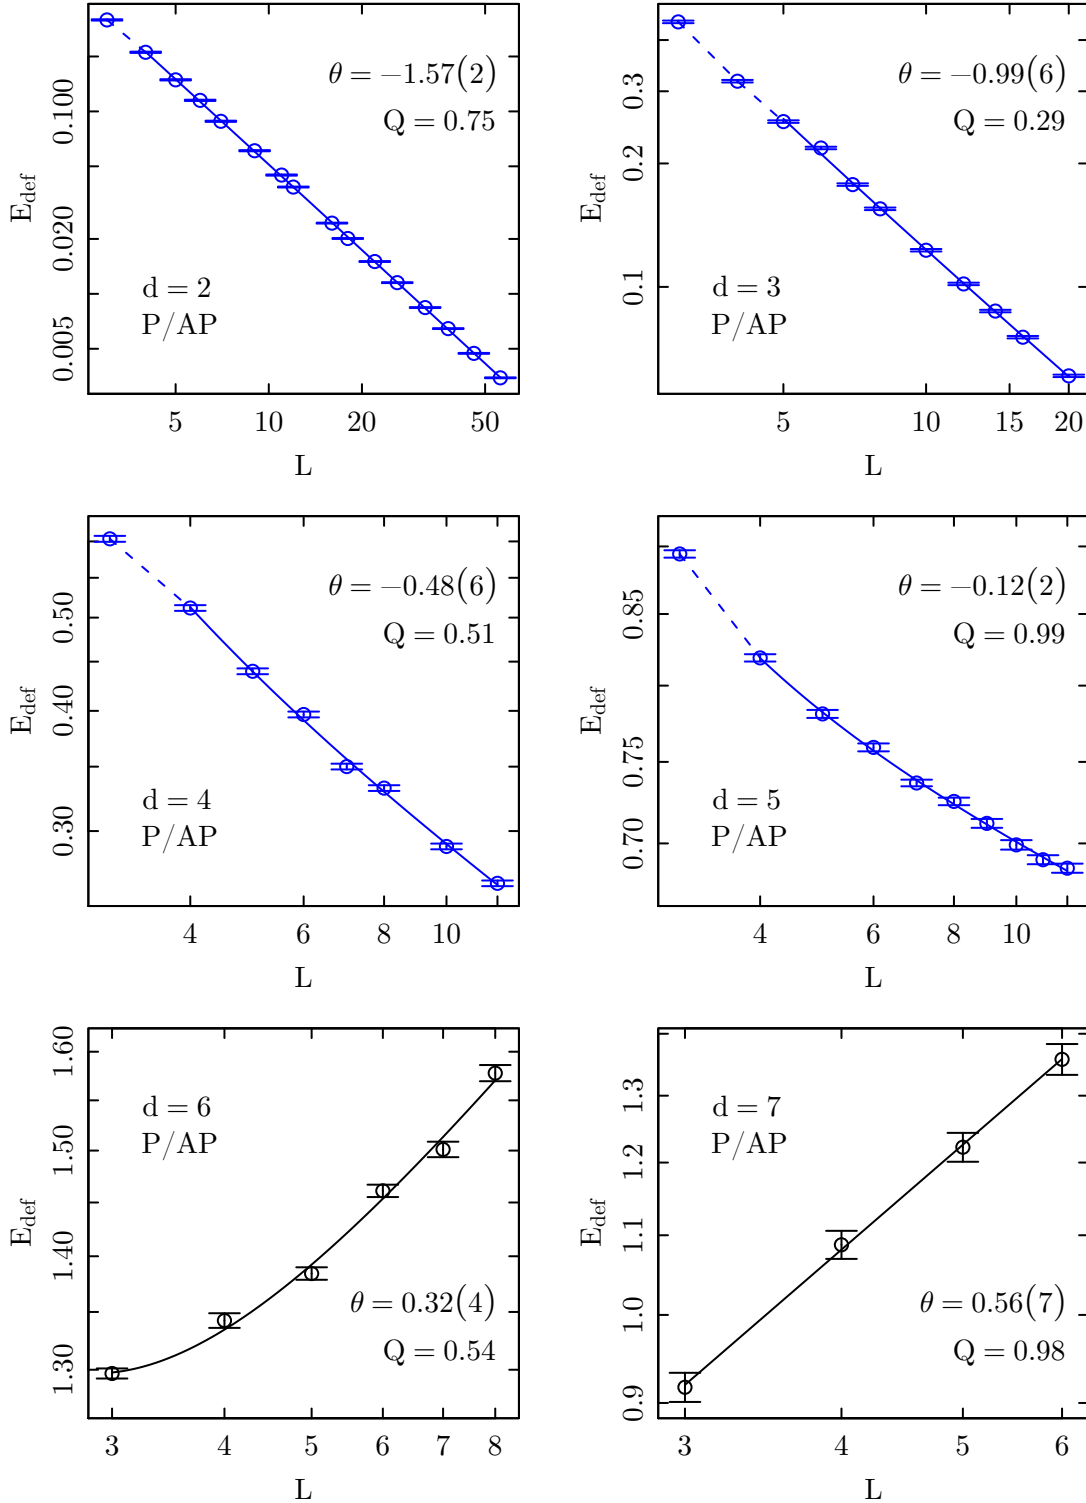 θ = −1.57(2)
Q = 0.75
d = 2
P/AP
E_def
0.100
0.020
0.005
5 10 20 50
L
θ = −0.99(6)
Q = 0.29
d = 3
P/AP
E_def
0.3
0.2
0.1
5 10 15 20
L
θ = −0.48(6)
Q = 0.51
d = 4
P/AP
E_def
0.50
0.40
0.30
4 6 8 10
L
θ = −0.12(2)
Q = 0.99
d = 5
P/AP
E_def
0.85
0.75
0.70
4 6 8 10
L
d = 6
P/AP
θ = 0.32(4)
Q = 0.54
E_def
1.60
1.50
1.40
1.30
3 4 5 6 7 8
L
d = 7
P/AP
θ = 0.56(7)
Q = 0.98
E_def
1.3
1.2
1.1
1.0
0.9
3 4 5 6
L